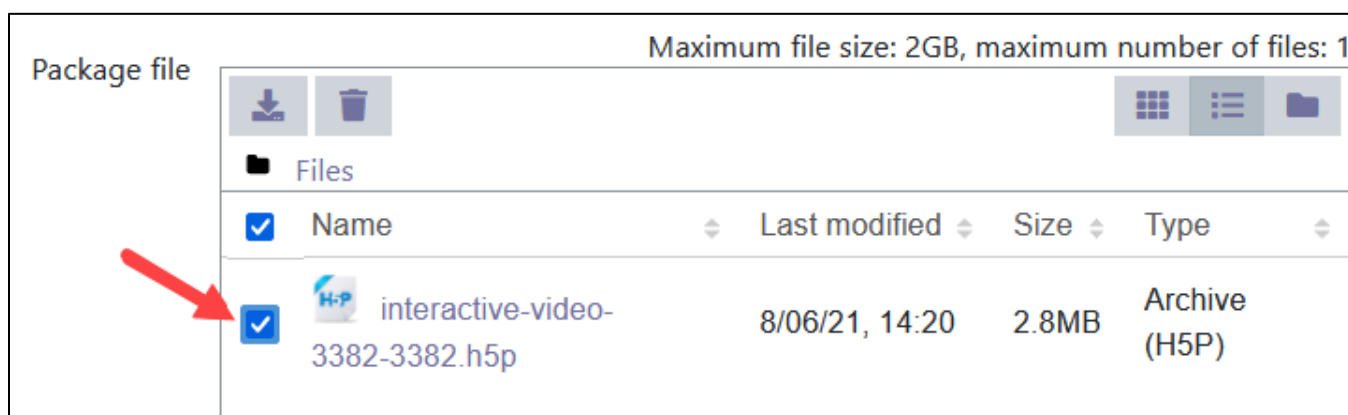 Maximum file size: 2GB, maximum number of files: 1
Package file
Files
Name Last modified Size Type
H-P interactive-video-3382-3382.h5p 8/06/21, 14:20 2.8MB Archive (H5P)